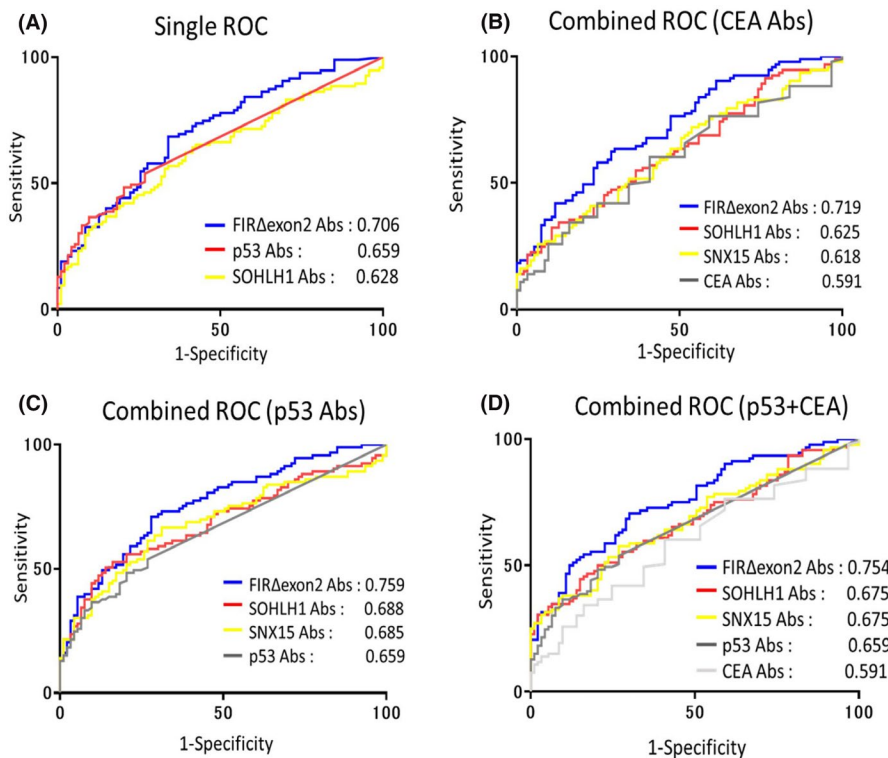 (A)
Single ROC
Sensitivity
100
50
0
FIRΔexon2 Abs : 0.706
p53 Abs : 0.659
SOHLH1 Abs : 0.628
50
100
1-Specificity
(B)
Combined ROC (CEA Abs)
Sensitivity
100
50
0
FIRΔexon2 Abs : 0.719
SOHLH1 Abs : 0.625
SNX15 Abs : 0.618
CEA Abs : 0.591
0
50
100
1-Specificity
(C)
Combined ROC (p53 Abs)
Sensitivity
100
50
0
FIRΔexon2 Abs : 0.759
SOHLH1 Abs : 0.688
SNX15 Abs : 0.685
p53 Abs : 0.659
0
50
100
1-Specificity
(D)
Combined ROC (p53+CEA)
Sensitivity
100
50
0
FIRΔexon2 Abs : 0.754
SOHLH1 Abs : 0.675
SNX15 Abs : 0.675
p53 Abs : 0.659
CEA Abs : 0.591
0
50
100
1-Specificity